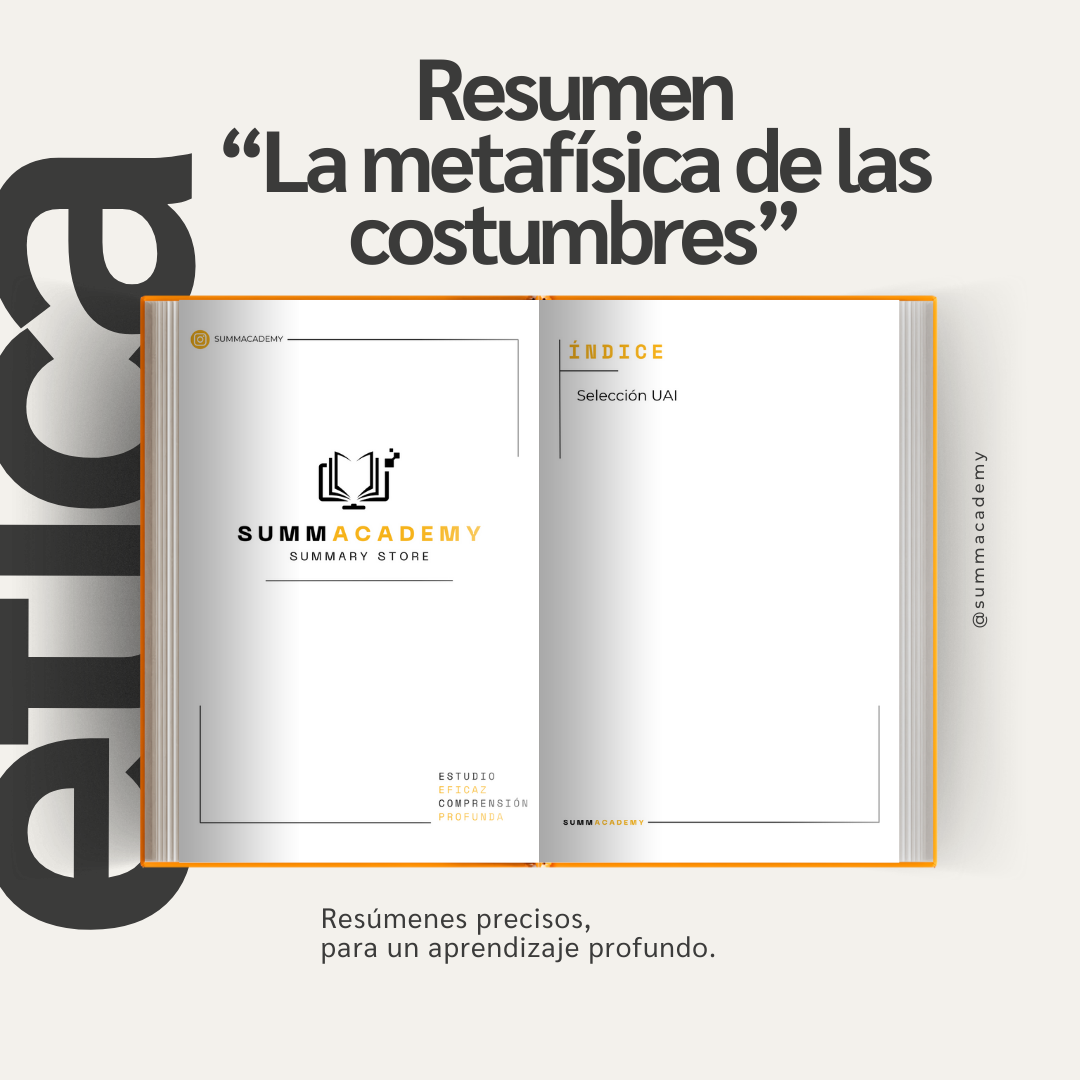 Resumen
“La metafísica de las
costumbres”
etica
SUMMACADEMY
SUMMACADEMY
SUMMARY STORE
ESTUDIO
EFICAZ
COMPRENSIÓN
PROFUNDA
ÍNDICE
Selección UAI
SUMMACADEMY
@summacademy
Resúmenes precisos,
para un aprendizaje profundo.